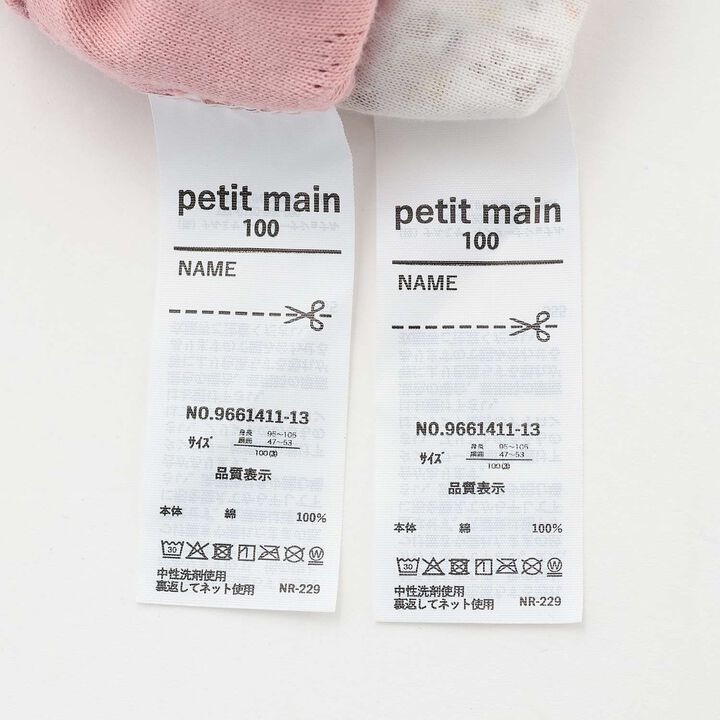 petit main
100
NAME
NO.9661411-13
サイズ
身長 95〜105
胴囲 47〜53
100(3)
品質表示
本体 綿 100%
30
中性洗剤使用
裏返してネット使用 NR-229
petit main
100
NAME
NO.9661411-13
サイズ
身長 95〜105
胴囲 47〜53
100(3)
品質表示
本体 綿 100%
30
中性洗剤使用
裏返してネット使用 NR-229